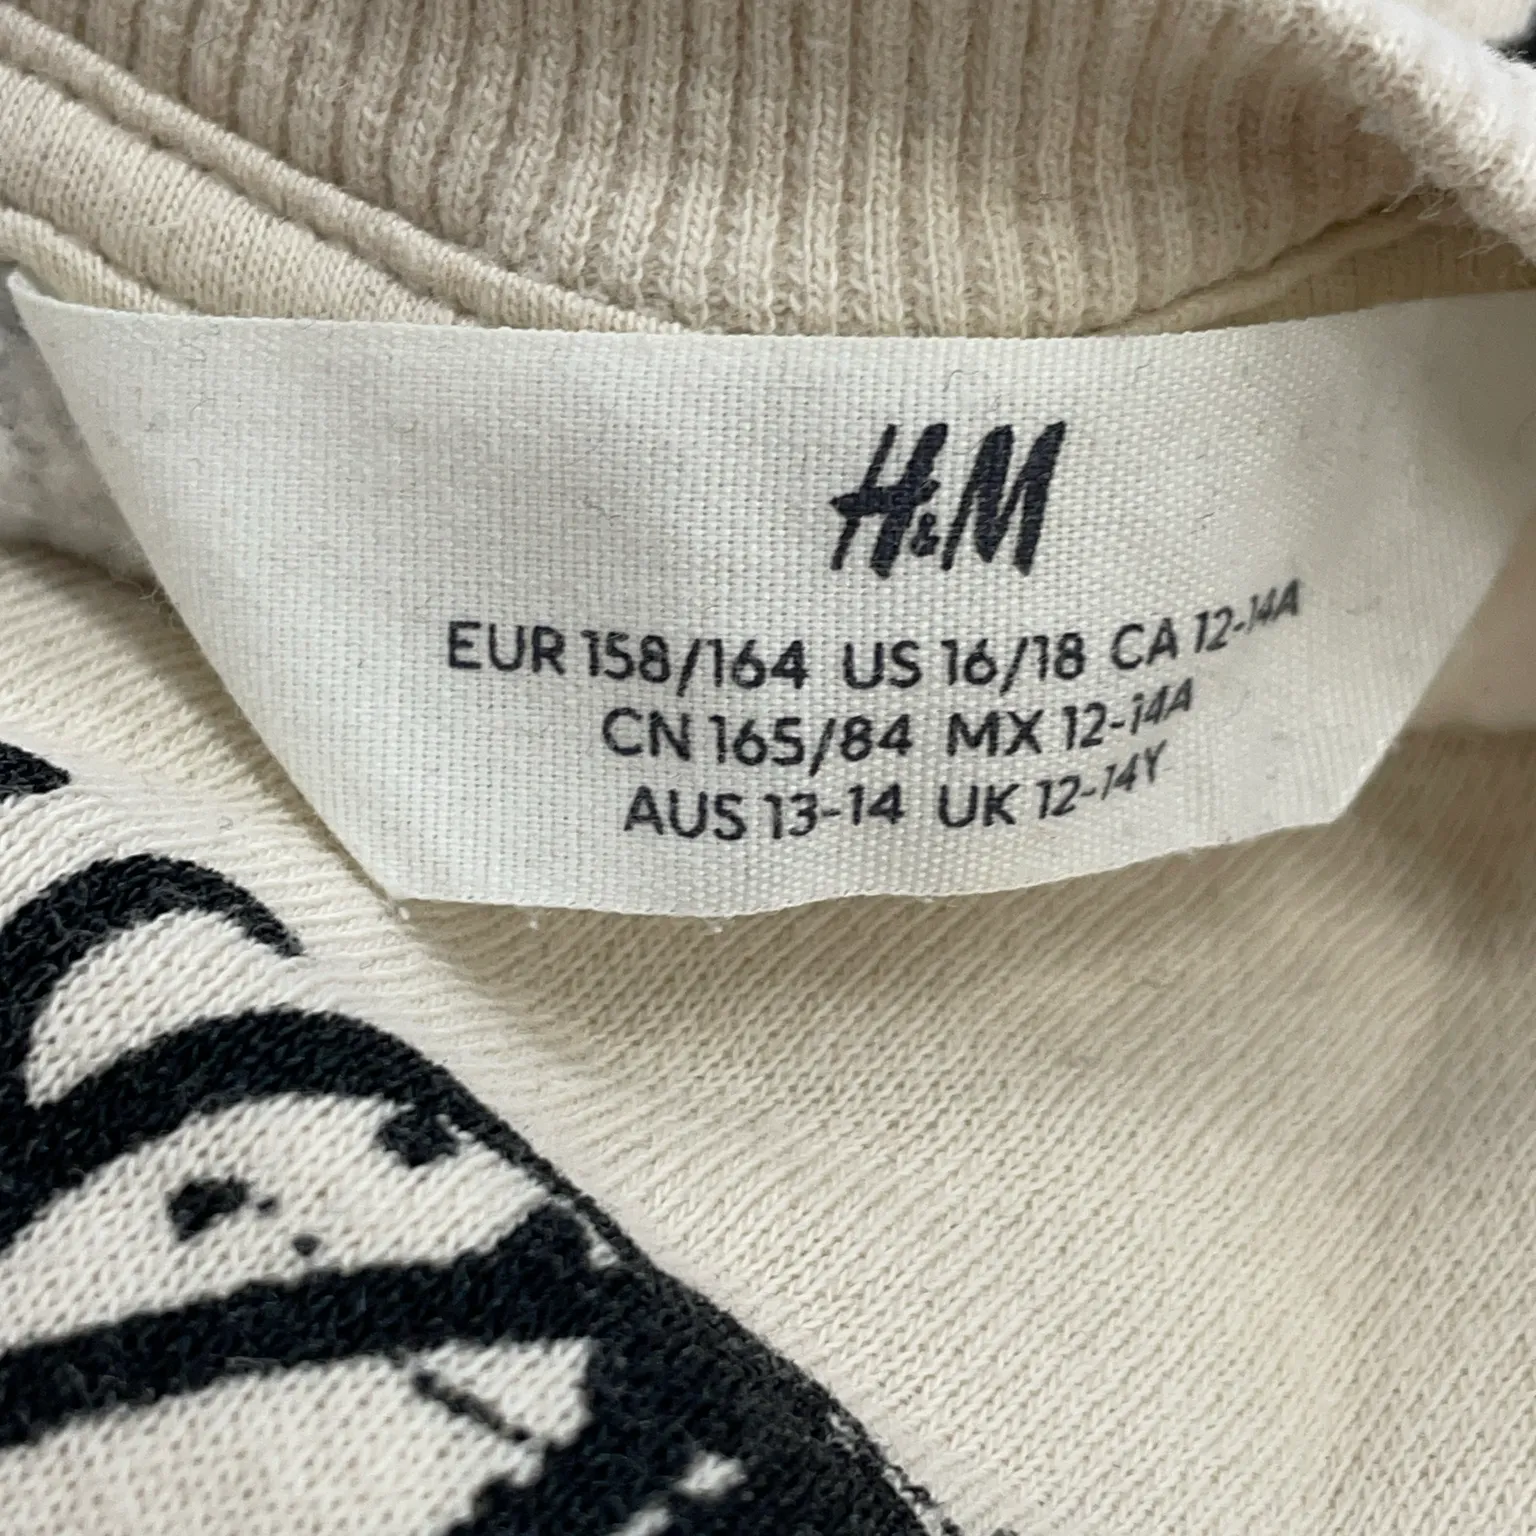 H&M
EUR 158/164 US 16/18 CA 12-14A
CN 165/84 MX 12-14A
AUS 13-14 UK 12-14Y